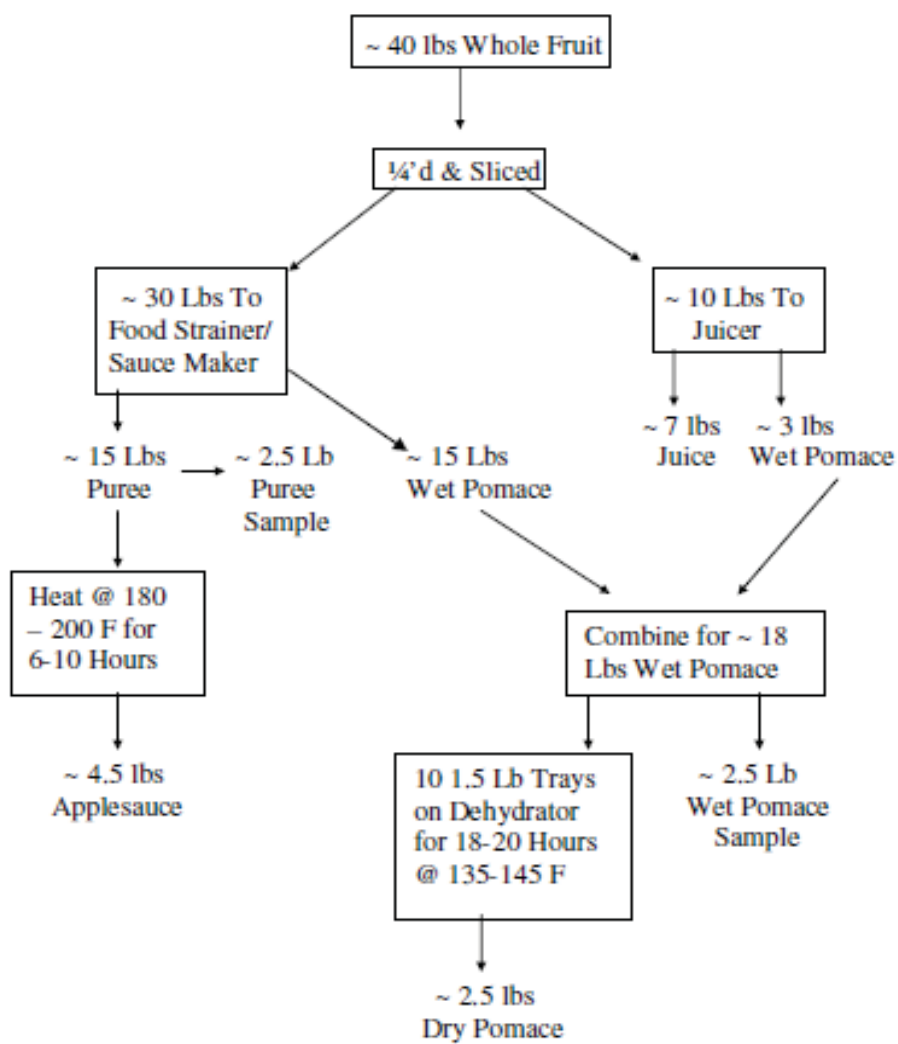 ~ 40 lbs Whole Fruit
¼'d & Sliced
~ 30 Lbs To
Food Strainer/
Sauce Maker
~ 10 Lbs To
Juicer
~ 7 lbs
Juice
~ 3 lbs
Wet Pomace
~ 15 Lbs
Puree
~ 2.5 Lb
Puree
Sample
~ 15 Lbs
Wet Pomace
Heat @ 180
– 200 F for
6-10 Hours
Combine for ~ 18
Lbs Wet Pomace
~ 4.5 lbs
Applesauce
10 1.5 Lb Trays
on Dehydrator
for 18-20 Hours
@ 135-145 F
~ 2.5 Lb
Wet Pomace
Sample
~ 2.5 lbs
Dry Pomace